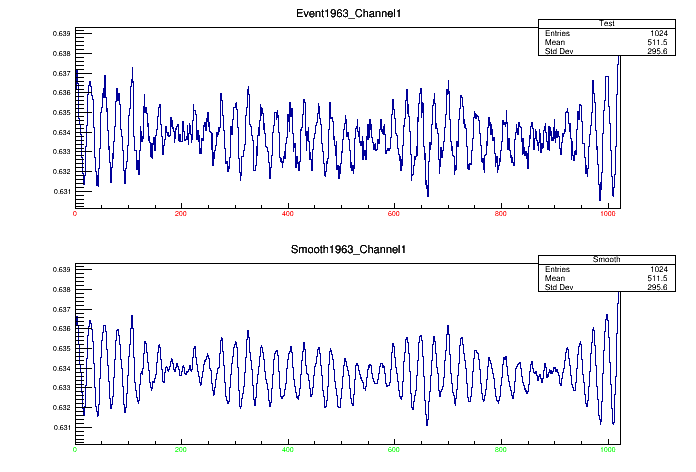 Event1963_Channel1
Test
Entries 1024
Mean 511.5
Std Dev 295.6
0.639
0.638
0.637
0.636
0.635
0.634
0.633
0.632
0.631
0 200 400 600 800 1000
Smooth1963_Channel1
Smooth
Entries 1024
Mean 511.5
Std Dev 295.6
0.639
0.638
0.637
0.636
0.635
0.634
0.633
0.632
0.631
0 200 400 600 800 1000